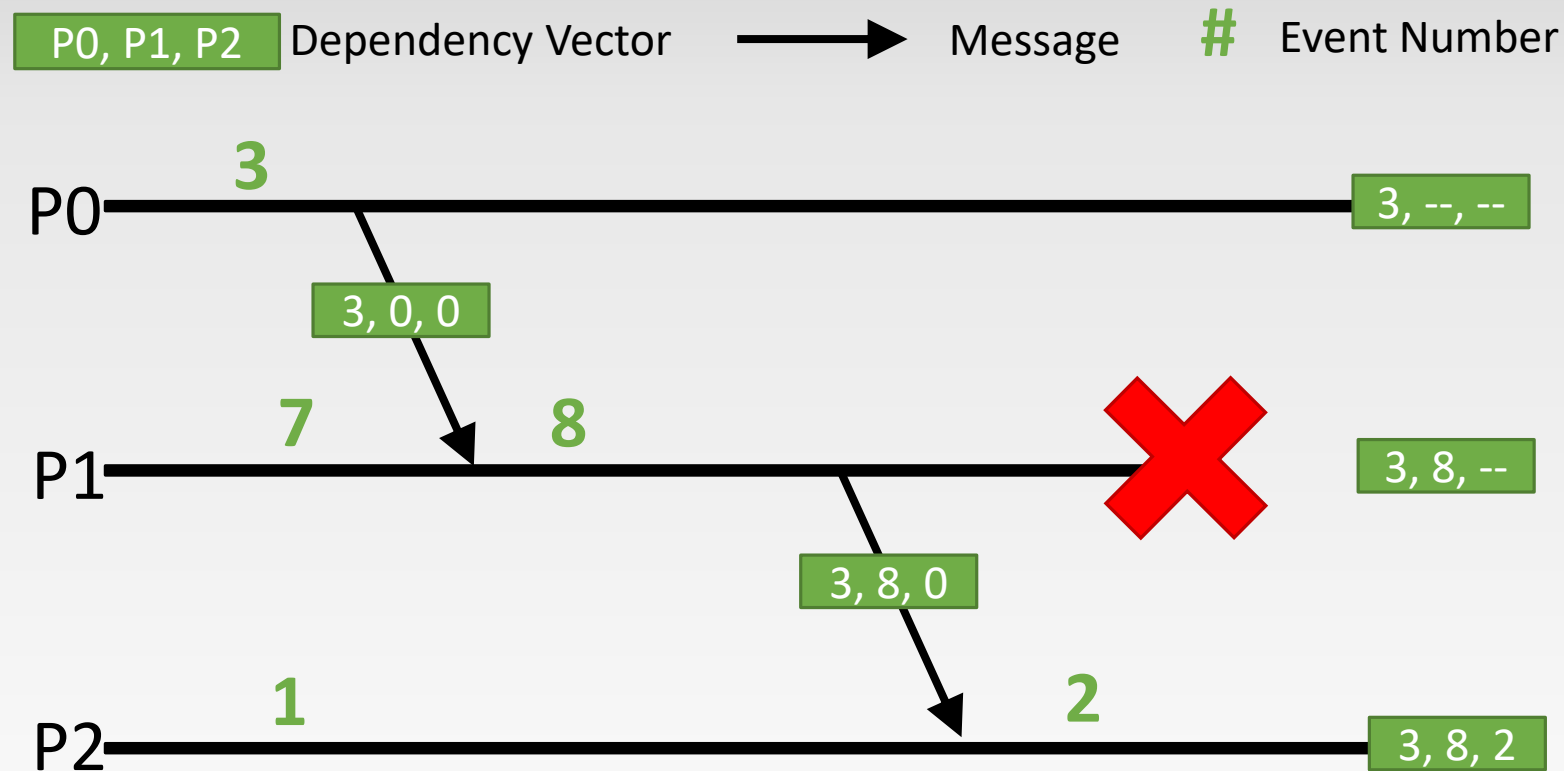 P0, P1, P2 Dependency Vector Message # Event Number
3
P0 3, --, --
3, 0, 0
7 8
P1 3, 8, --
3, 8, 0
1 2
P2 3, 8, 2